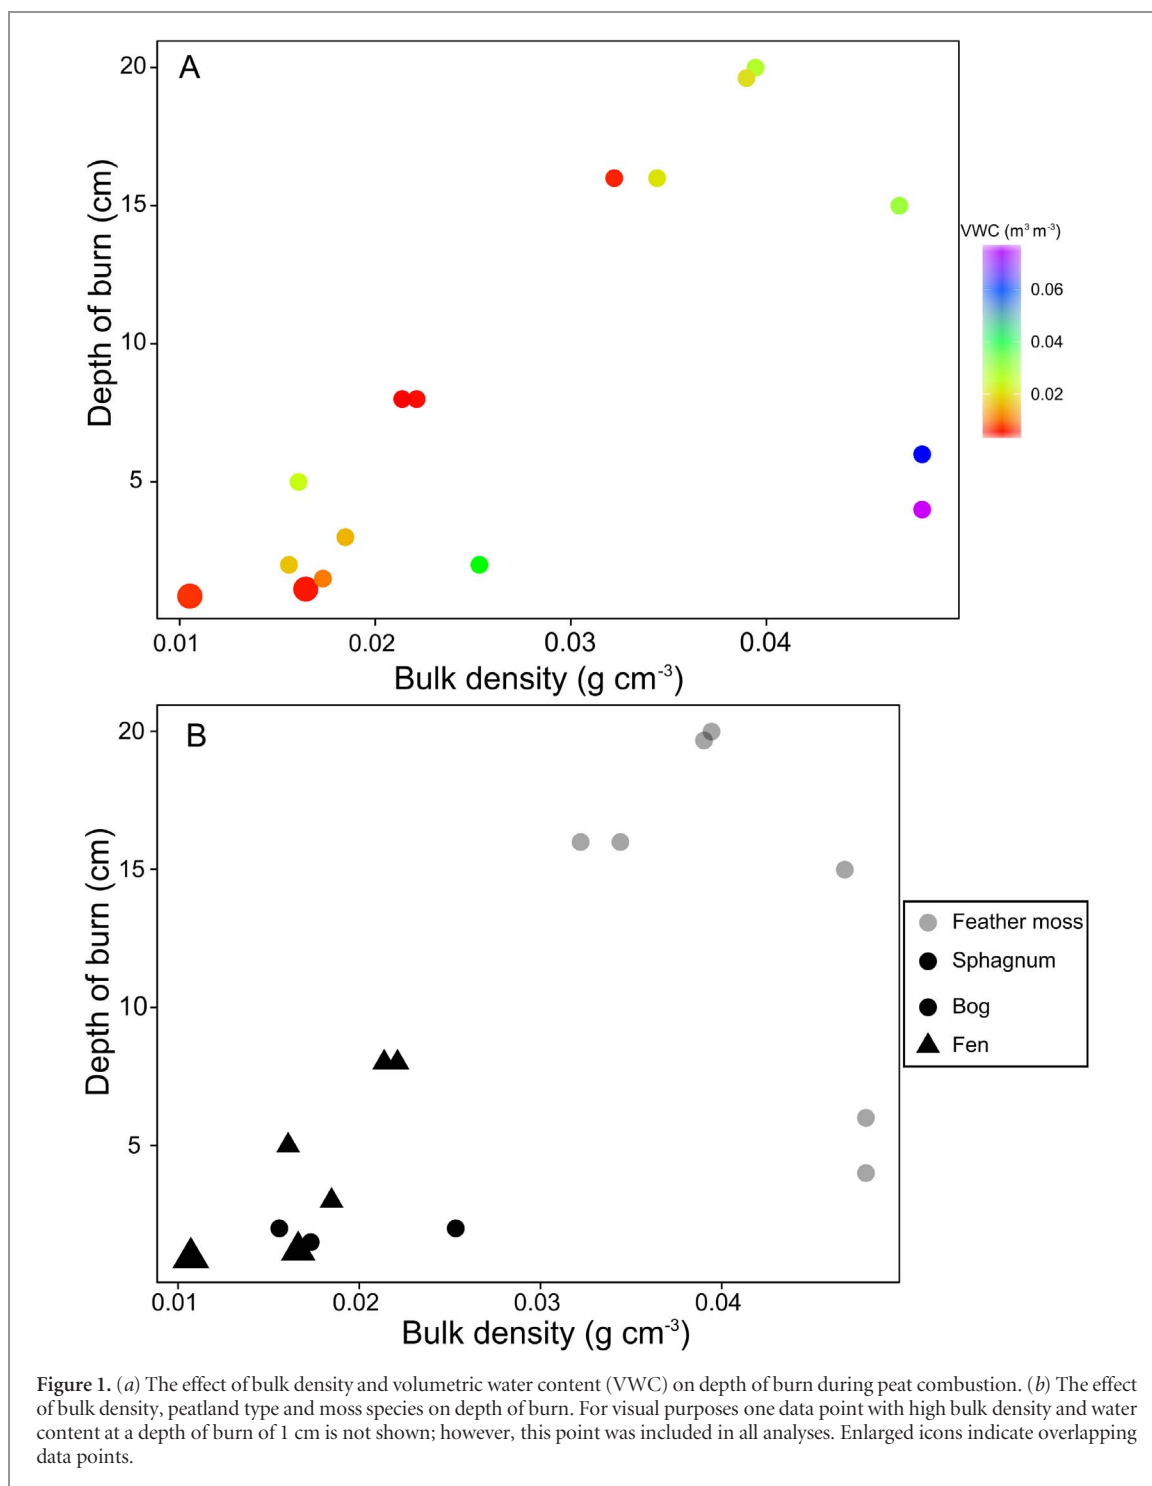 A
20
15
10
5
Depth of burn (cm)
0.01 0.02 0.03 0.04
Bulk density (g cm⁻³)
VWC (m³ m⁻³)
0.06
0.04
0.02
B
20
15
10
5
Depth of burn (cm)
0.01 0.02 0.03 0.04
Bulk density (g cm⁻³)
Feather moss
Sphagnum
Bog
Fen
Figure 1. (a) The effect of bulk density and volumetric water content (VWC) on depth of burn during peat combustion. (b) The effect
of bulk density, peatland type and moss species on depth of burn. For visual purposes one data point with high bulk density and water
content at a depth of burn of 1 cm is not shown; however, this point was included in all analyses. Enlarged icons indicate overlapping
data points.